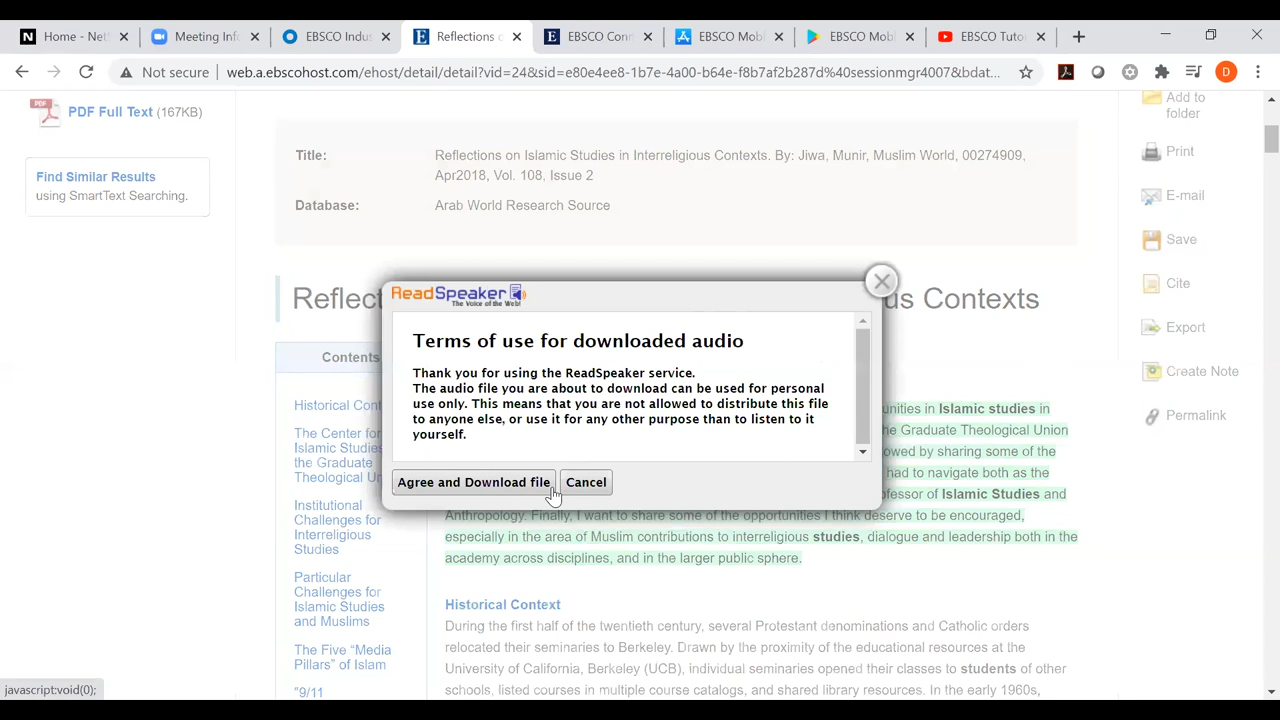 Home - Net
Meeting Info
EBSCO Indu
Reflections o
EBSCO Conn
EBSCO Mobi
EBSCO Mobi
EBSCO Tuto
Not secure
web.a.ebscohost.com/ehost/detail/detail?vid=24&sid=e80e4ee8-1b7e-4a00-b64e-f8b7af2b297d%40sessionmgr4007&bdat...
D
PDF
PDF Full Text (167KB)
Find Similar Results
using SmartText Searching.
Title:
Reflections on Islamic Studies in Interreligious Contexts. By: Jiwa, Munir, Muslim World, 00274909,
Apr2018, Vol. 108, Issue 2
Database:
Arab World Research Source
Add to
folder
Print
E-mail
Save
Cite
Export
Create Note
Permalink
Reflect
us Contexts
ReadSpeaker
The Voice of the Web!
Terms of use for downloaded audio
Thank you for using the ReadSpeaker service.
The audio file you are about to download can be used for personal
use only. This means that you are not allowed to distribute this file
to anyone else, or use it for any other purpose than to listen to it
yourself.
Agree and Download file
Cancel
Contents
Historical Cont
The Center for
Islamic Studies
the Graduate
Theological Un
Institutional
Challenges for
Interreligious
Studies
Particular
Challenges for
Islamic Studies
and Muslims
The Five “Media
Pillars” of Islam
"9/11
unities in Islamic studies in
he Graduate Theological Union
owed by sharing some of the
had to navigate both as the
ofessor of Islamic Studies and
Anthropology. Finally, I want to share some of the opportunities I think deserve to be encouraged,
especially in the area of Muslim contributions to interreligious studies, dialogue and leadership both in the
academy across disciplines, and in the larger public sphere.
Historical Context
During the first half of the twentieth century, several Protestant denominations and Catholic orders
relocated their seminaries to Berkeley. Drawn by the proximity of the educational resources at the
University of California, Berkeley (UCB), individual seminaries opened their classes to students of other
schools, listed courses in multiple course catalogs, and shared library resources. In the early 1960s,
javascript:void(0);